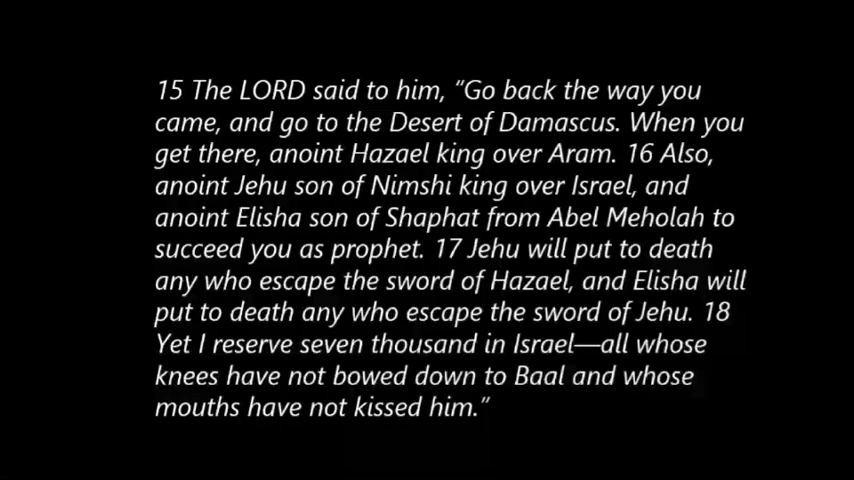 15 The LORD said to him, “Go back the way you
came, and go to the Desert of Damascus. When you
get there, anoint Hazael king over Aram. 16 Also,
anoint Jehu son of Nimshi king over Israel, and
anoint Elisha son of Shaphat from Abel Meholah to
succeed you as prophet. 17 Jehu will put to death
any who escape the sword of Hazael, and Elisha will
put to death any who escape the sword of Jehu. 18
Yet I reserve seven thousand in Israel—all whose
knees have not bowed down to Baal and whose
mouths have not kissed him.”